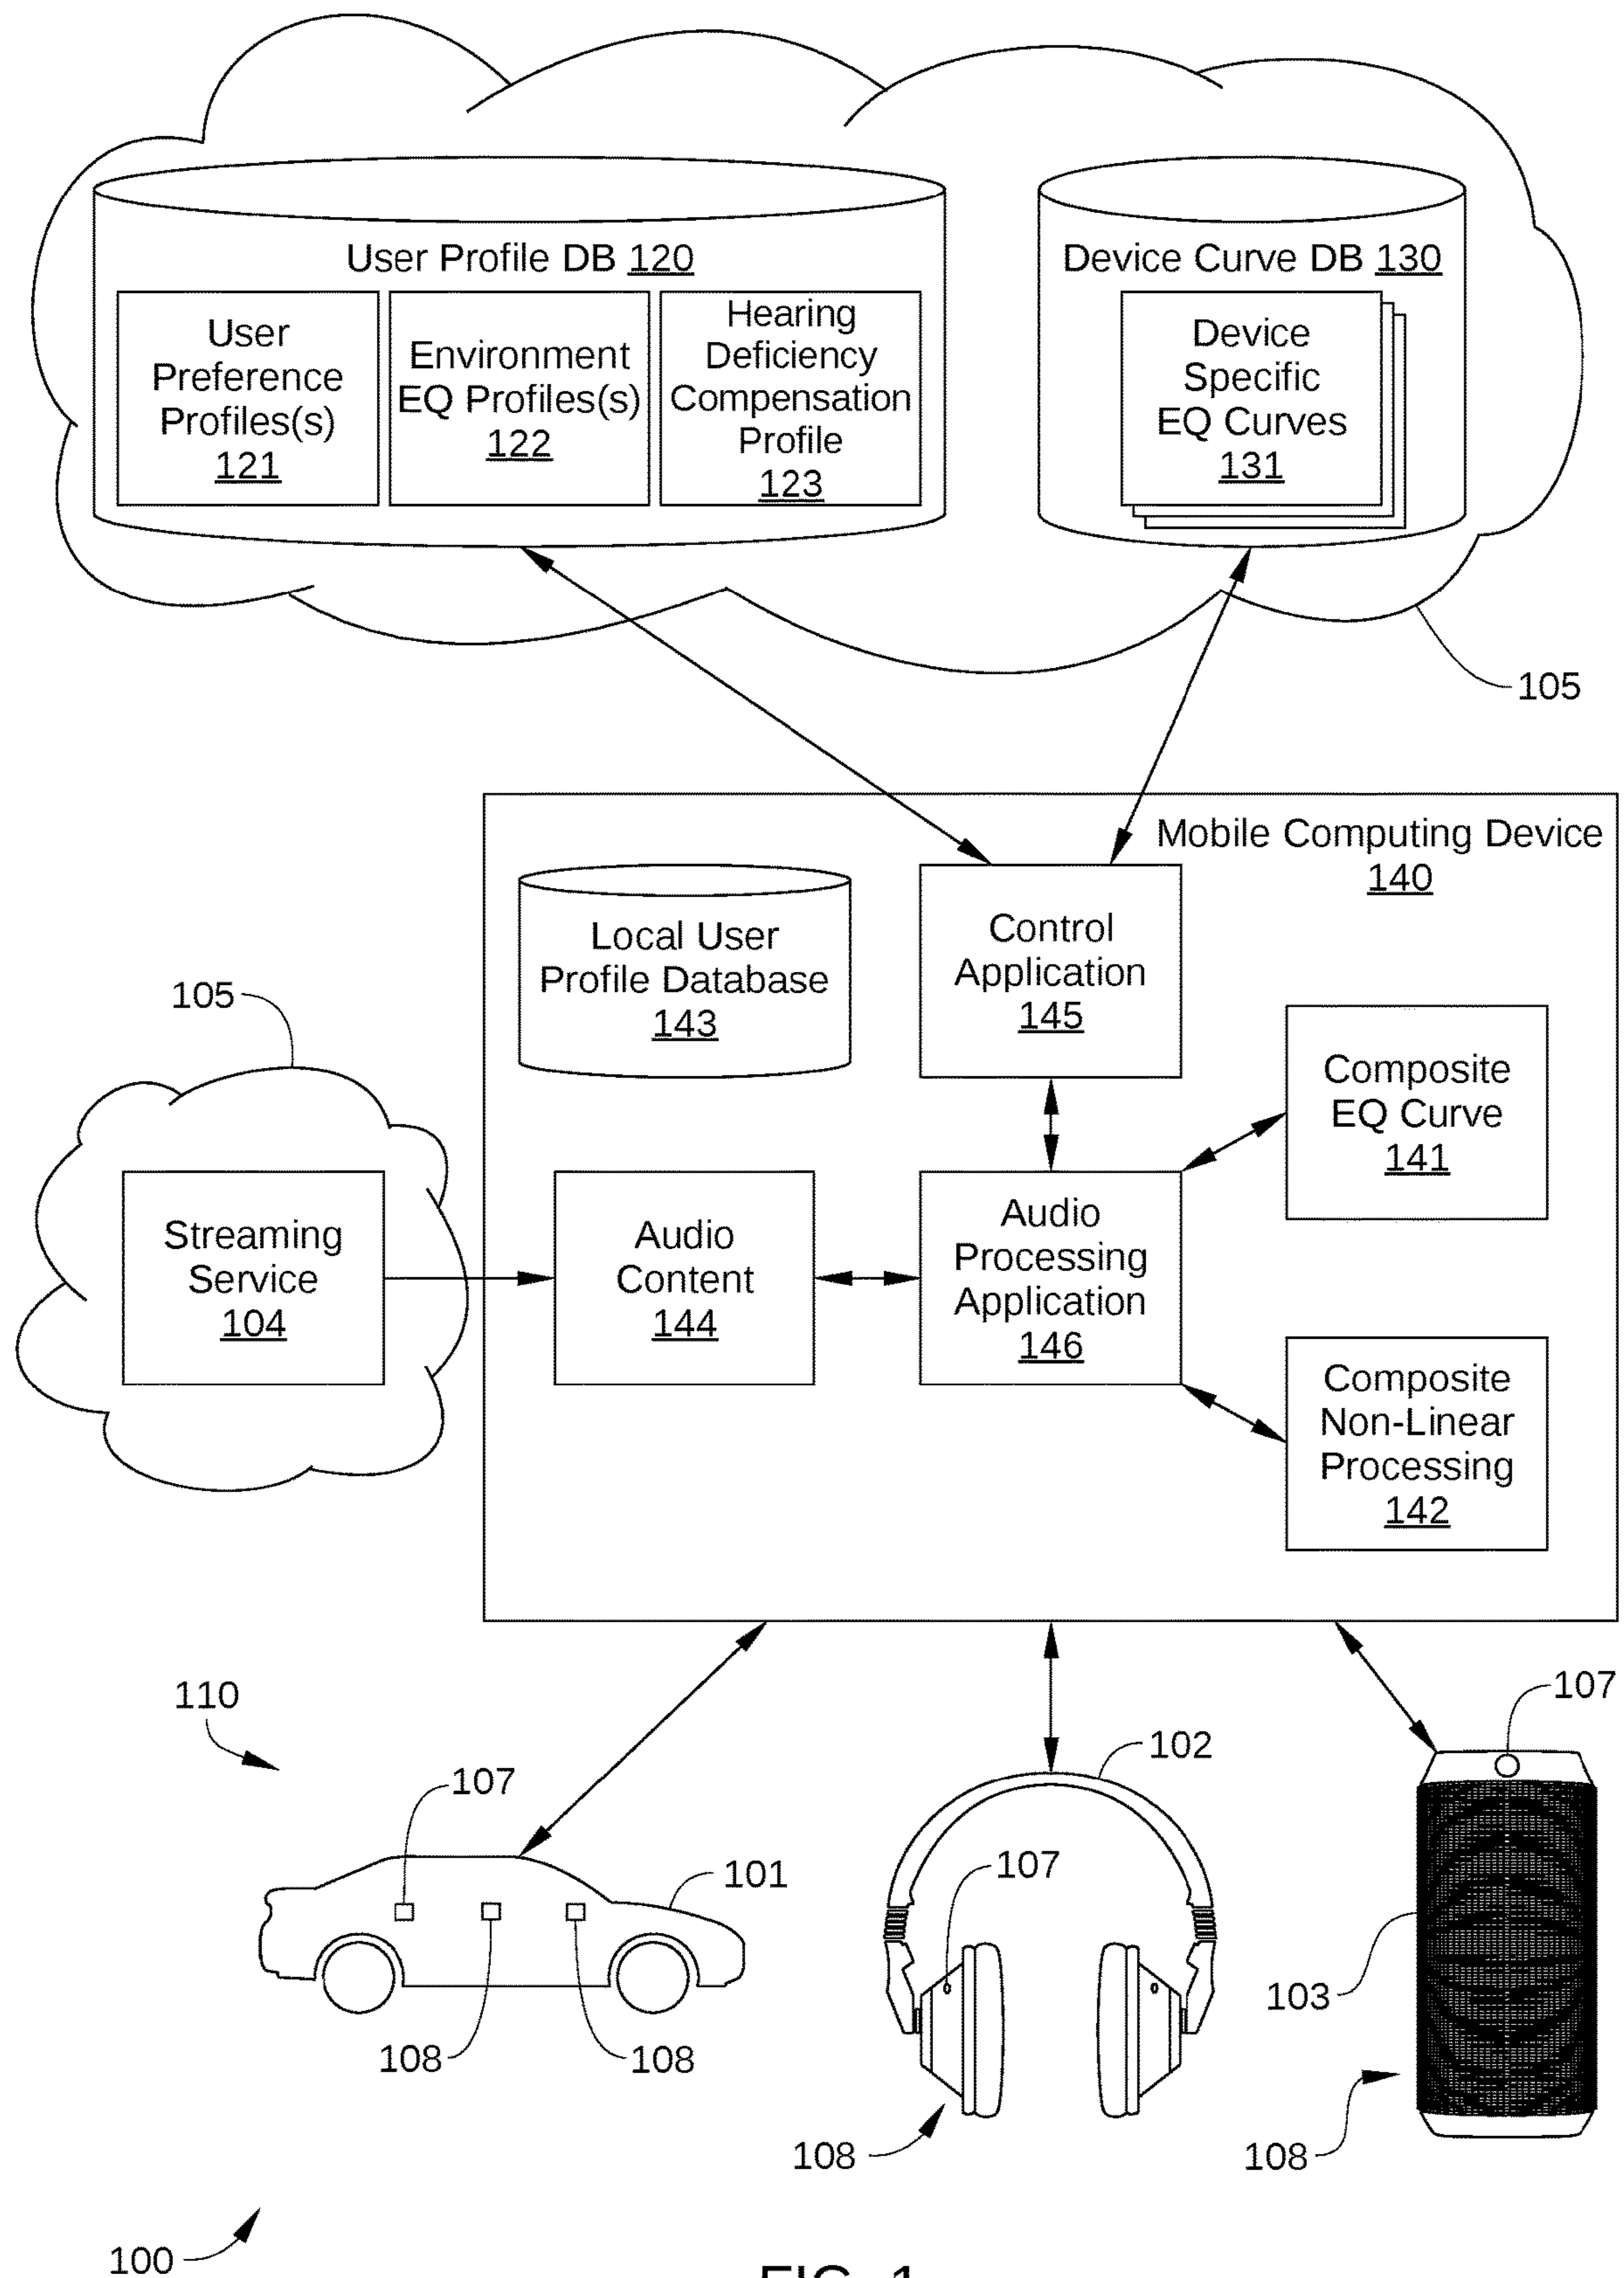 User Profile DB 120
User
Preference
Profiles(s)
121
Environment
EQ Profiles(s)
122
Hearing
Deficiency
Compensation
Profile
123
Device Curve DB 130
Device
Specific
EQ Curves
131
105
Mobile Computing Device
140
Local User
Profile Database
143
Control
Application
145
105
Composite
EQ Curve
141
Streaming
Service
104
Audio
Content
144
Audio
Processing
Application
146
Composite
Non-Linear
Processing
142
110
107
101
108
108
102
107
108
107
103
108
100
FIG. 1